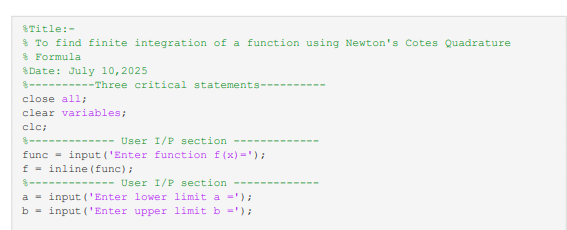 %Title:-
% To find finite integration of a function using Newton's Cotes Quadrature
% Formula
%Date: July 10,2025
%----------Three critical statements----------
close all;
clear variables;
clc;
%------------- User I/P section -------------
func = input('Enter function f(x)=');
f = inline(func);
%------------- User I/P section -------------
a = input('Enter lower limit a =');
b = input('Enter upper limit b =');